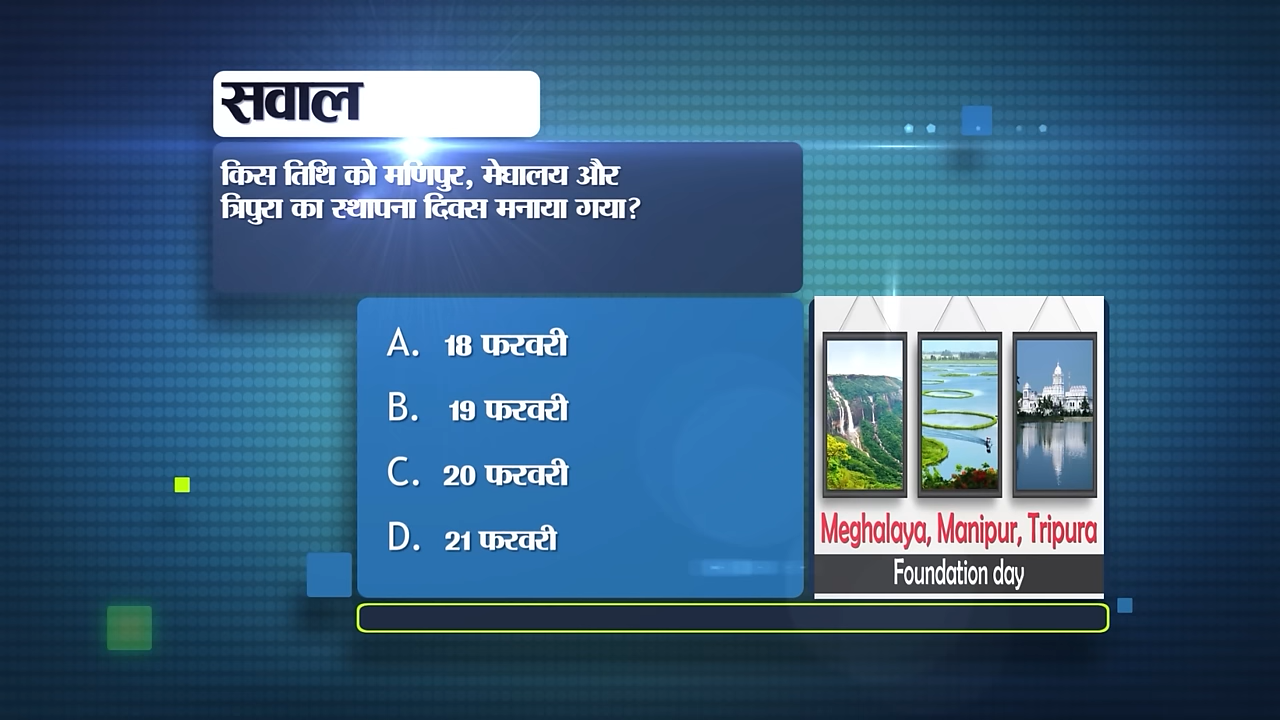 सवाल
किस तिथि को मणिपुर, मेघालय और
त्रिपुरा का स्थापना दिवस मनाया गया?
A. 18 फरवरी
B. 19 फरवरी
C. 20 फरवरी
D. 21 फरवरी
Meghalaya, Manipur, Tripura
Foundation day